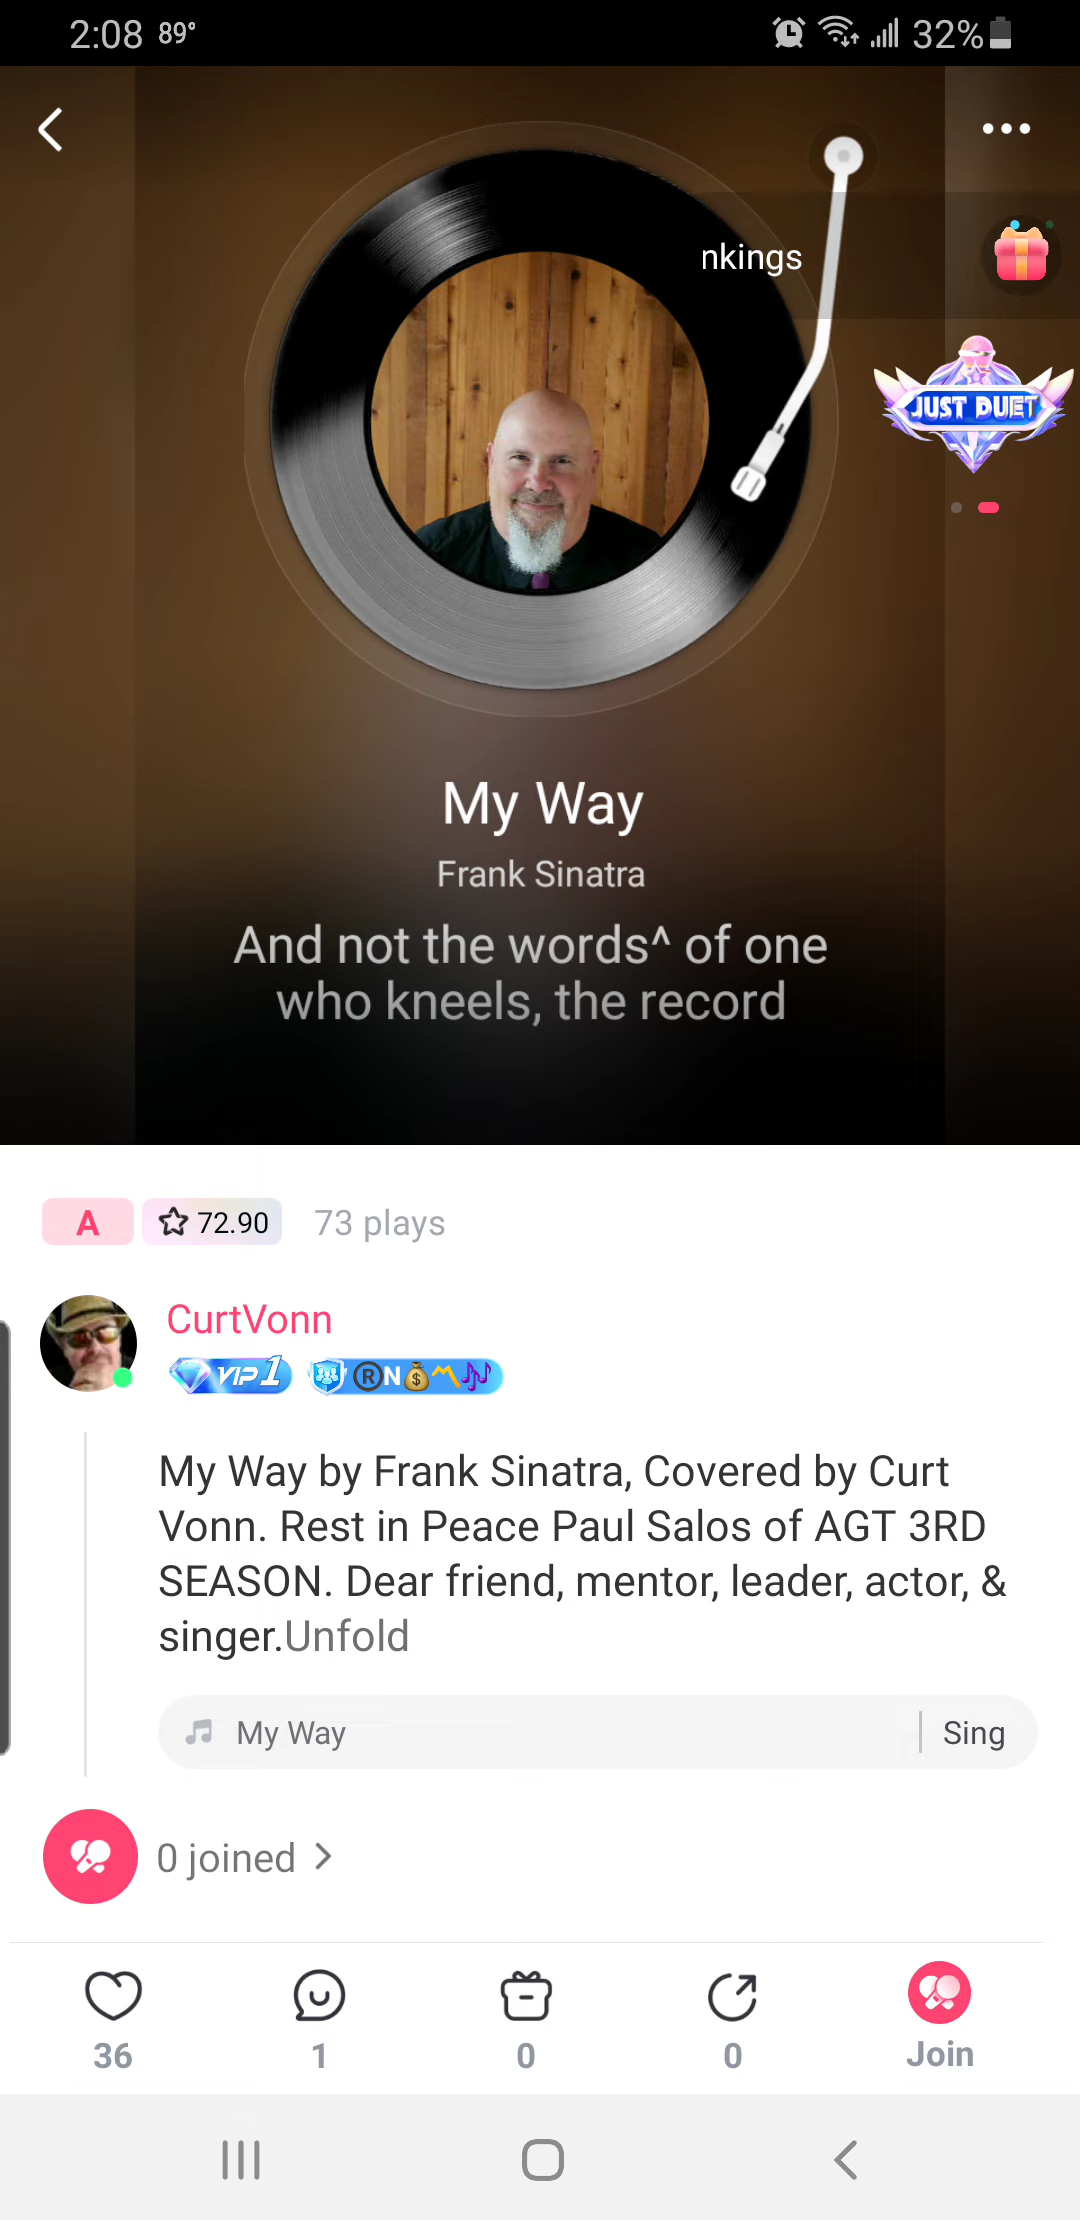 2:08 89° 32%
nkings
JUST DUET
My Way
Frank Sinatra
And not the words^ of one
who kneels, the record
A 72.90 73 plays
CurtVonn
VIP 1 ®N💰〽️🎶
My Way by Frank Sinatra, Covered by Curt
Vonn. Rest in Peace Paul Salos of AGT 3RD
SEASON. Dear friend, mentor, leader, actor, &
singer.Unfold
My Way Sing
0 joined
36 1 0 0 Join